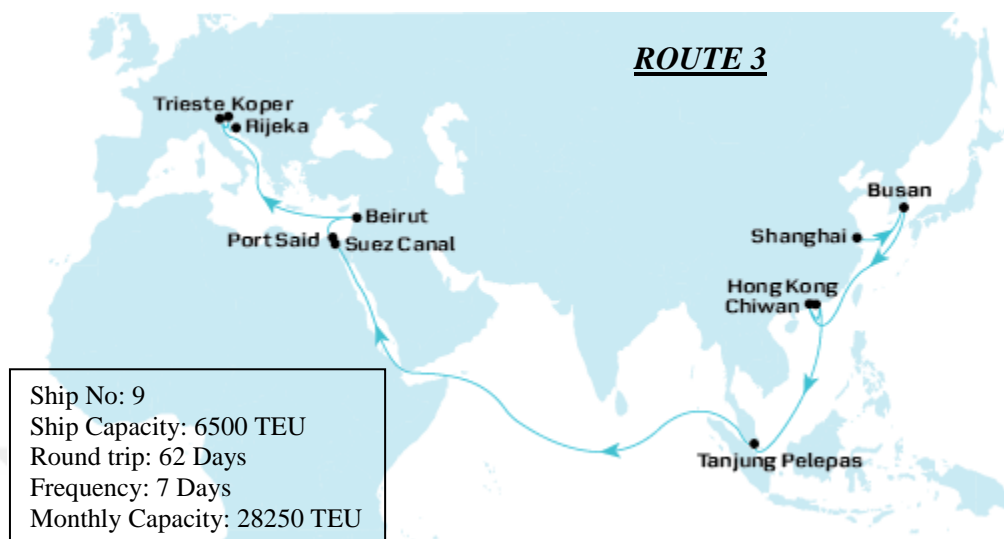 ROUTE 3
Trieste Koper
Rijeka
Busan
Beirut
Shanghai
Port Said
Suez Canal
Hong Kong
Chiwan
Tanjung Pelepas
Ship No: 9
Ship Capacity: 6500 TEU
Round trip: 62 Days
Frequency: 7 Days
Monthly Capacity: 28250 TEU